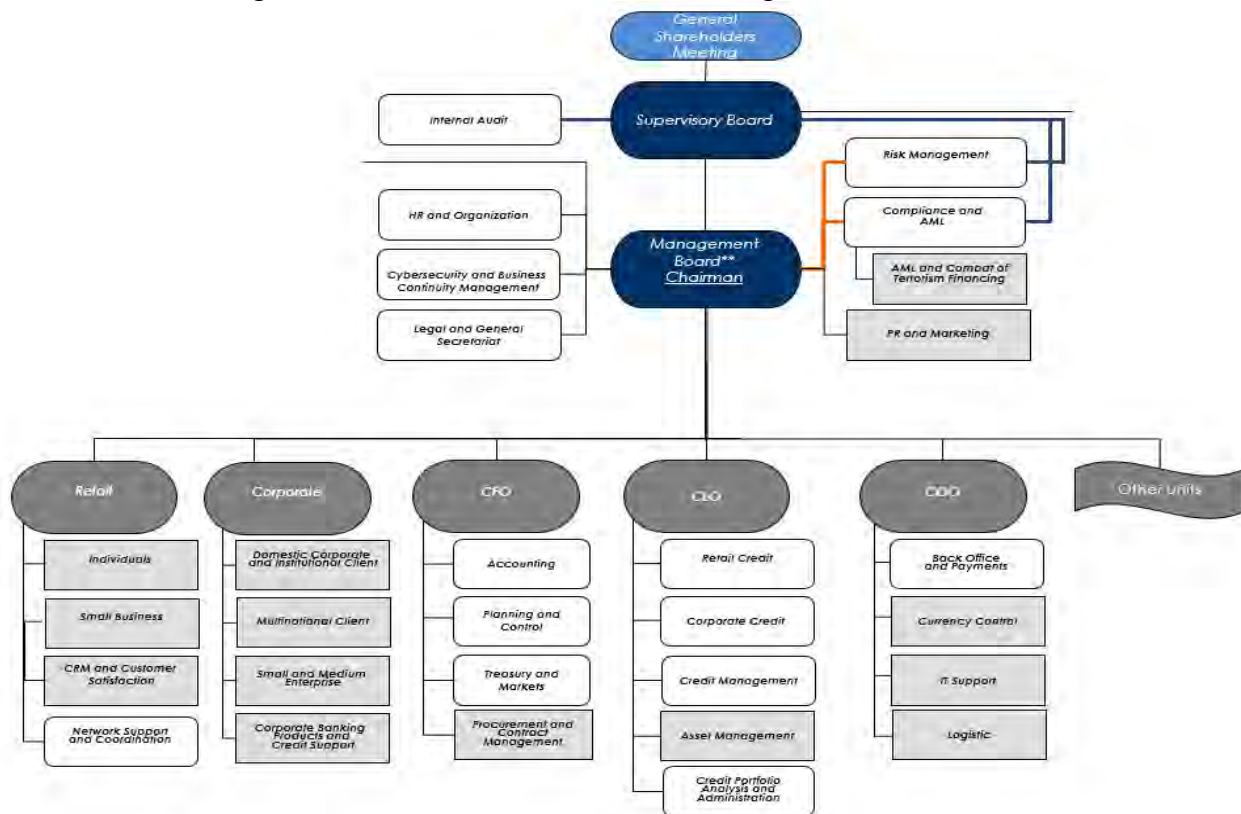 General
Shareholders
Meeting
Internal Audit
Supervisory Board
Risk Management
HR and Organization
Compliance and
AML
Management
Board**
Chairman
Cybersecurity and Business
Continuity Management
AML and Combat of
Terrorism Financing
Legal and General
Secretariat
PR and Marketing
Retail
Corporate
CFO
CLO
COO
Other units
Individuals
Small Business
CRM and Customer
Satisfaction
Network Support
and Coordination
Domestic Corporate
and Institutional Client
Multinational Client
Small and Medium
Enterprise
Corporate Banking
Products and
Credit Support
Accounting
Planning and
Control
Treasury and
Markets
Procurement and
Contract
Management
Retail Credit
Corporate Credit
Credit Management
Asset Management
Credit Portfolio
Analysis and
Administration
Back Office
and Payments
Currency Control
IT Support
Logistic